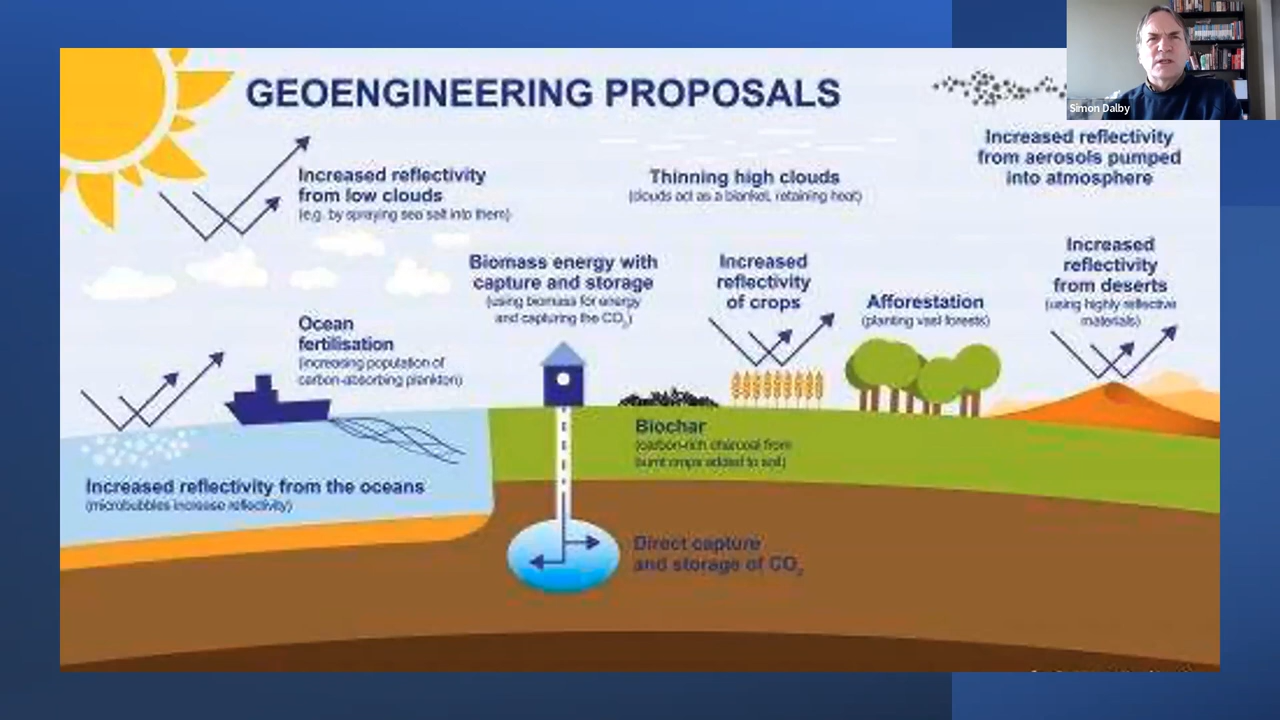 Simon Dalby
GEOENGINEERING PROPOSALS
Increased reflectivity
from low clouds
(e.g. by spraying sea salt into them)
Thinning high clouds
(clouds act as a blanket, retaining heat)
Increased reflectivity
from aerosols pumped
into atmosphere
Ocean
fertilisation
(increasing population of
carbon-absorbing plankton)
Biomass energy with
capture and storage
(using biomass for energy
and capturing the CO₂)
Increased
reflectivity
of crops
Afforestation
(planting vast forests)
Increased
reflectivity
from deserts
(using highly reflective
materials)
Increased reflectivity from the oceans
(microbubbles increase reflectivity)
Biochar
(carbon-rich charcoal from
burnt crops added to soil)
Direct capture
and storage of CO₂